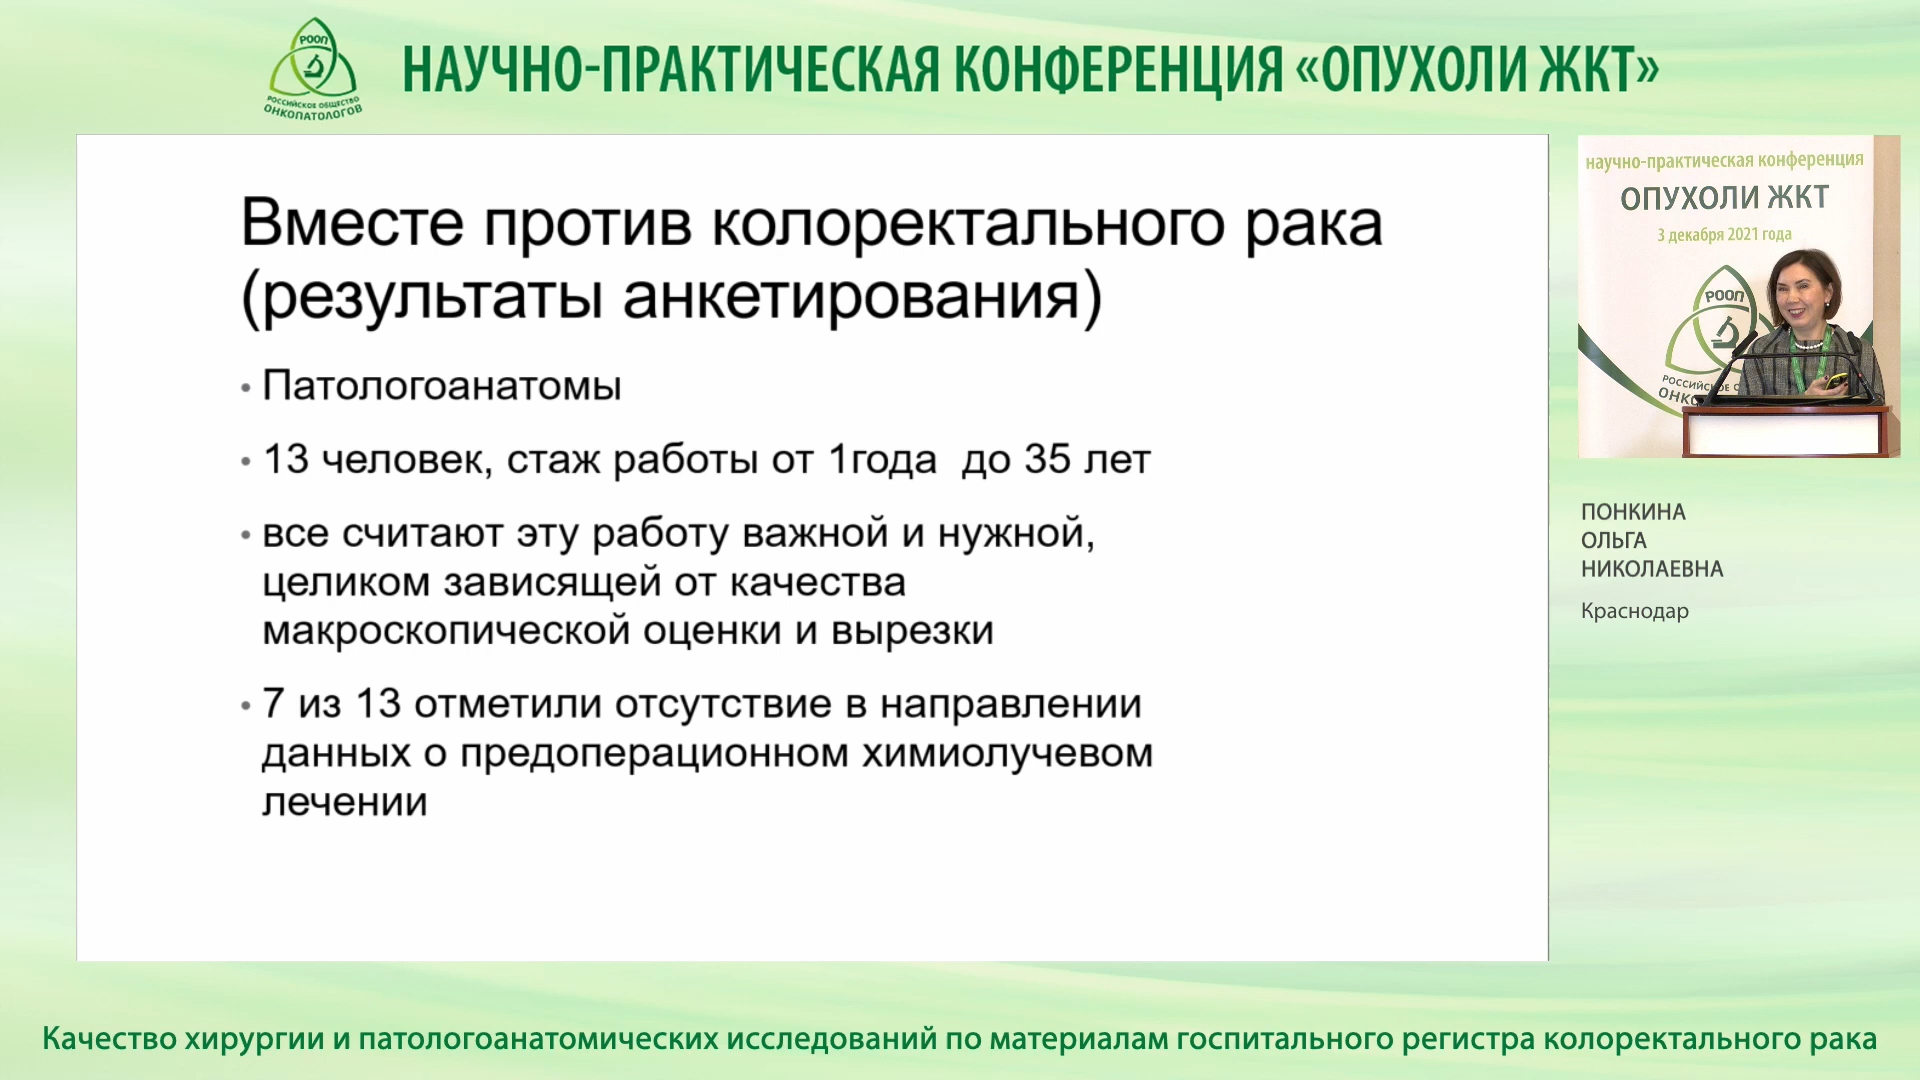 РООП
РОССИЙСКОЕ ОБЩЕСТВО
ОНКОПАТОЛОГОВ
НАУЧНО-ПРАКТИЧЕСКАЯ КОНФЕРЕНЦИЯ «ОПУХОЛИ ЖКТ»
Вместе против колоректального рака
(результаты анкетирования)
• Патологоанатомы
• 13 человек, стаж работы от 1года до 35 лет
• все считают эту работу важной и нужной,
целиком зависящей от качества
макроскопической оценки и вырезки
• 7 из 13 отметили отсутствие в направлении
данных о предоперационном химиолучевом
лечении
научно-практическая конференция
ОПУХОЛИ ЖКТ
3 декабря 2021 года
РООП
ПОНКИНА
ОЛЬГА
НИКОЛАЕВНА
Краснодар
Качество хирургии и патологоанатомических исследований по материалам госпитального регистра колоректального рака